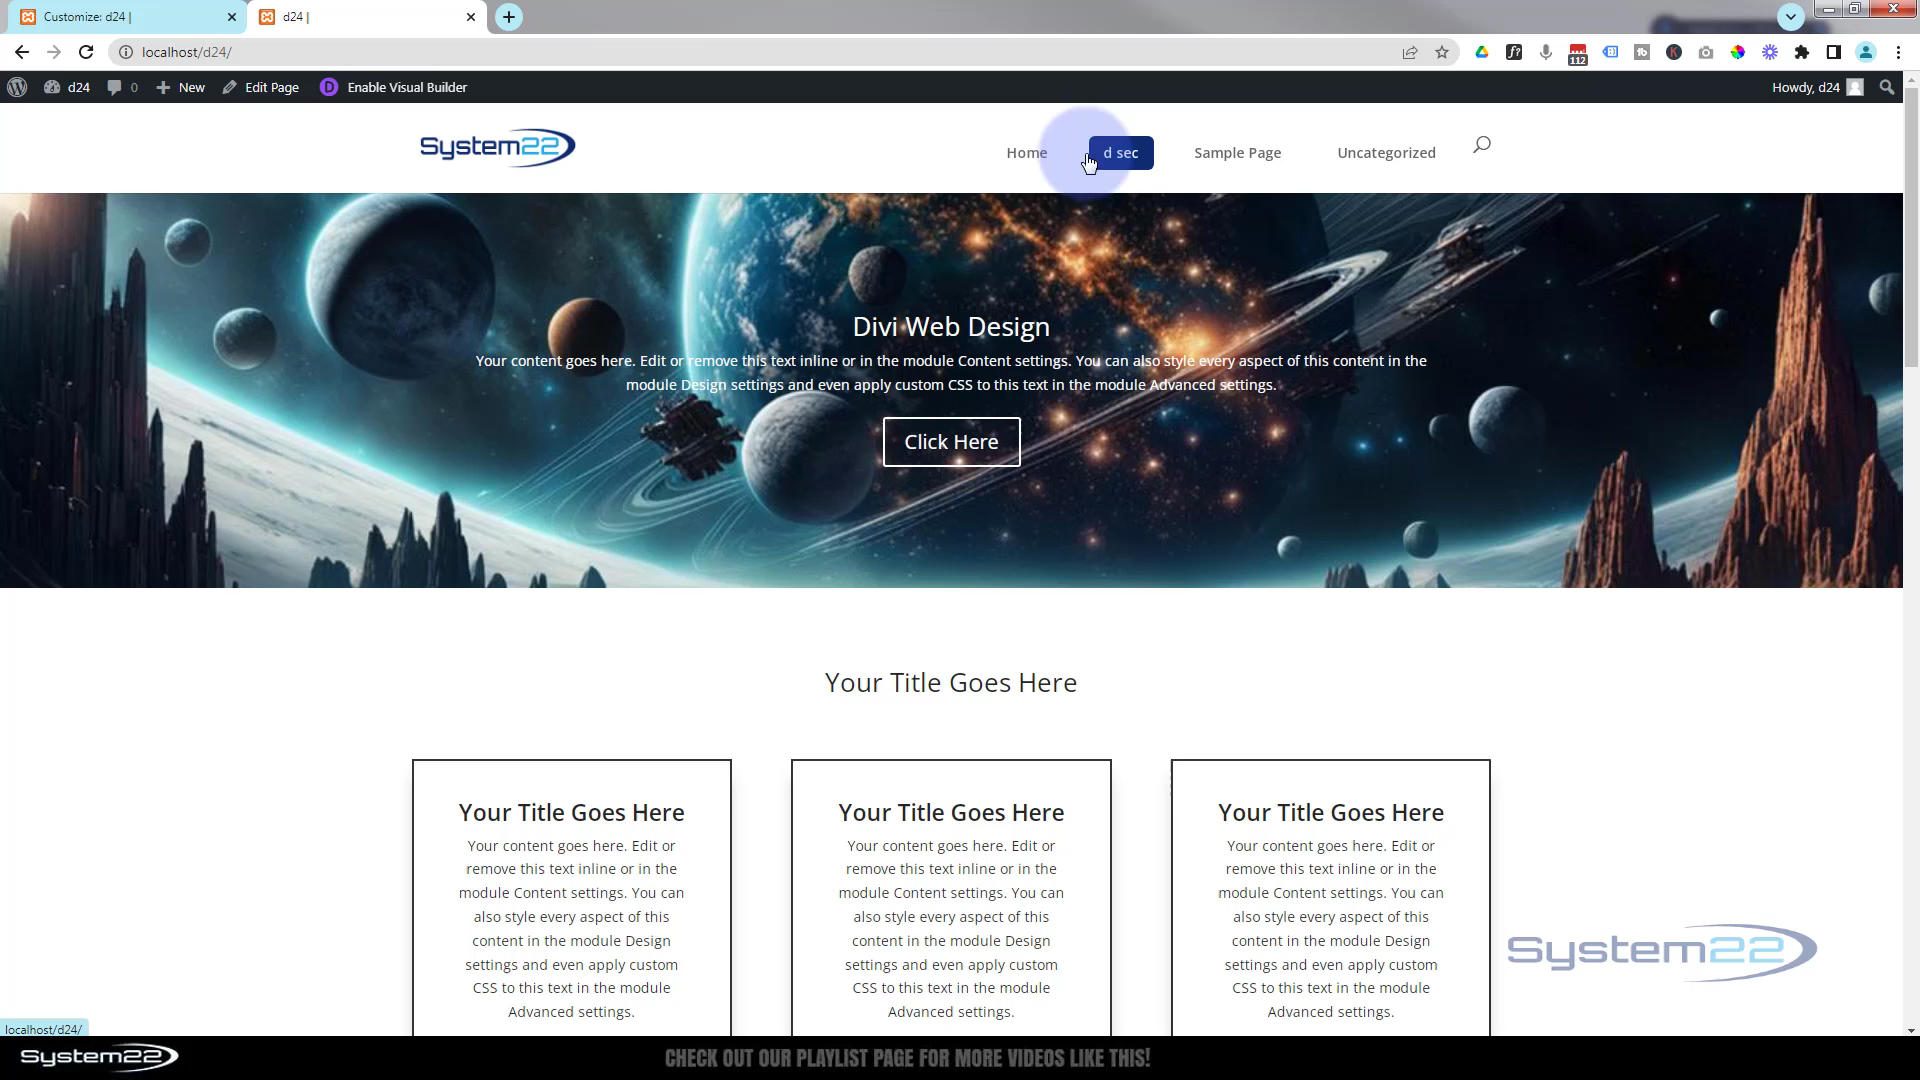 Customize: d24 |
d24 |
localhost/d24/
112
d24
0
New
Edit Page
Enable Visual Builder
Howdy, d24
System22
Home
d sec
Sample Page
Uncategorized
Divi Web Design
Your content goes here. Edit or remove this text inline or in the module Content settings. You can also style every aspect of this content in the
module Design settings and even apply custom CSS to this text in the module Advanced settings.
Click Here
Your Title Goes Here
Your Title Goes Here
Your content goes here. Edit or
remove this text inline or in the
module Content settings. You can
also style every aspect of this
content in the module Design
settings and even apply custom
CSS to this text in the module
Advanced settings.
Your Title Goes Here
Your content goes here. Edit or
remove this text inline or in the
module Content settings. You can
also style every aspect of this
content in the module Design
settings and even apply custom
CSS to this text in the module
Advanced settings.
Your Title Goes Here
Your content goes here. Edit or
remove this text inline or in the
module Content settings. You can
also style every aspect of this
content in the module Design
settings and even apply custom
CSS to this text in the module
Advanced settings.
System22
localhost/d24/
System22
CHECK OUT OUR PLAYLIST PAGE FOR MORE VIDEOS LIKE THIS!